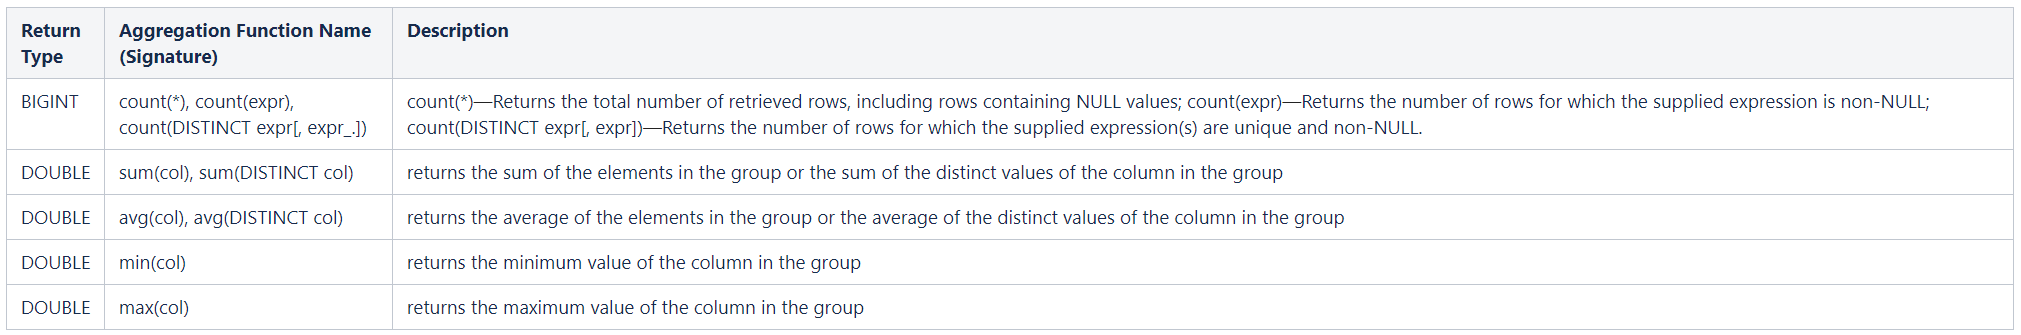 Return Type
Aggregation Function Name (Signature)
Description
BIGINT
count(*), count(expr),
count(DISTINCT expr[, expr_.])
count(*)—Returns the total number of retrieved rows, including rows containing NULL values; count(expr)—Returns the number of rows for which the supplied expression is non-NULL;
count(DISTINCT expr[, expr])—Returns the number of rows for which the supplied expression(s) are unique and non-NULL.
DOUBLE
sum(col), sum(DISTINCT col)
returns the sum of the elements in the group or the sum of the distinct values of the column in the group
DOUBLE
avg(col), avg(DISTINCT col)
returns the average of the elements in the group or the average of the distinct values of the column in the group
DOUBLE
min(col)
returns the minimum value of the column in the group
DOUBLE
max(col)
returns the maximum value of the column in the group